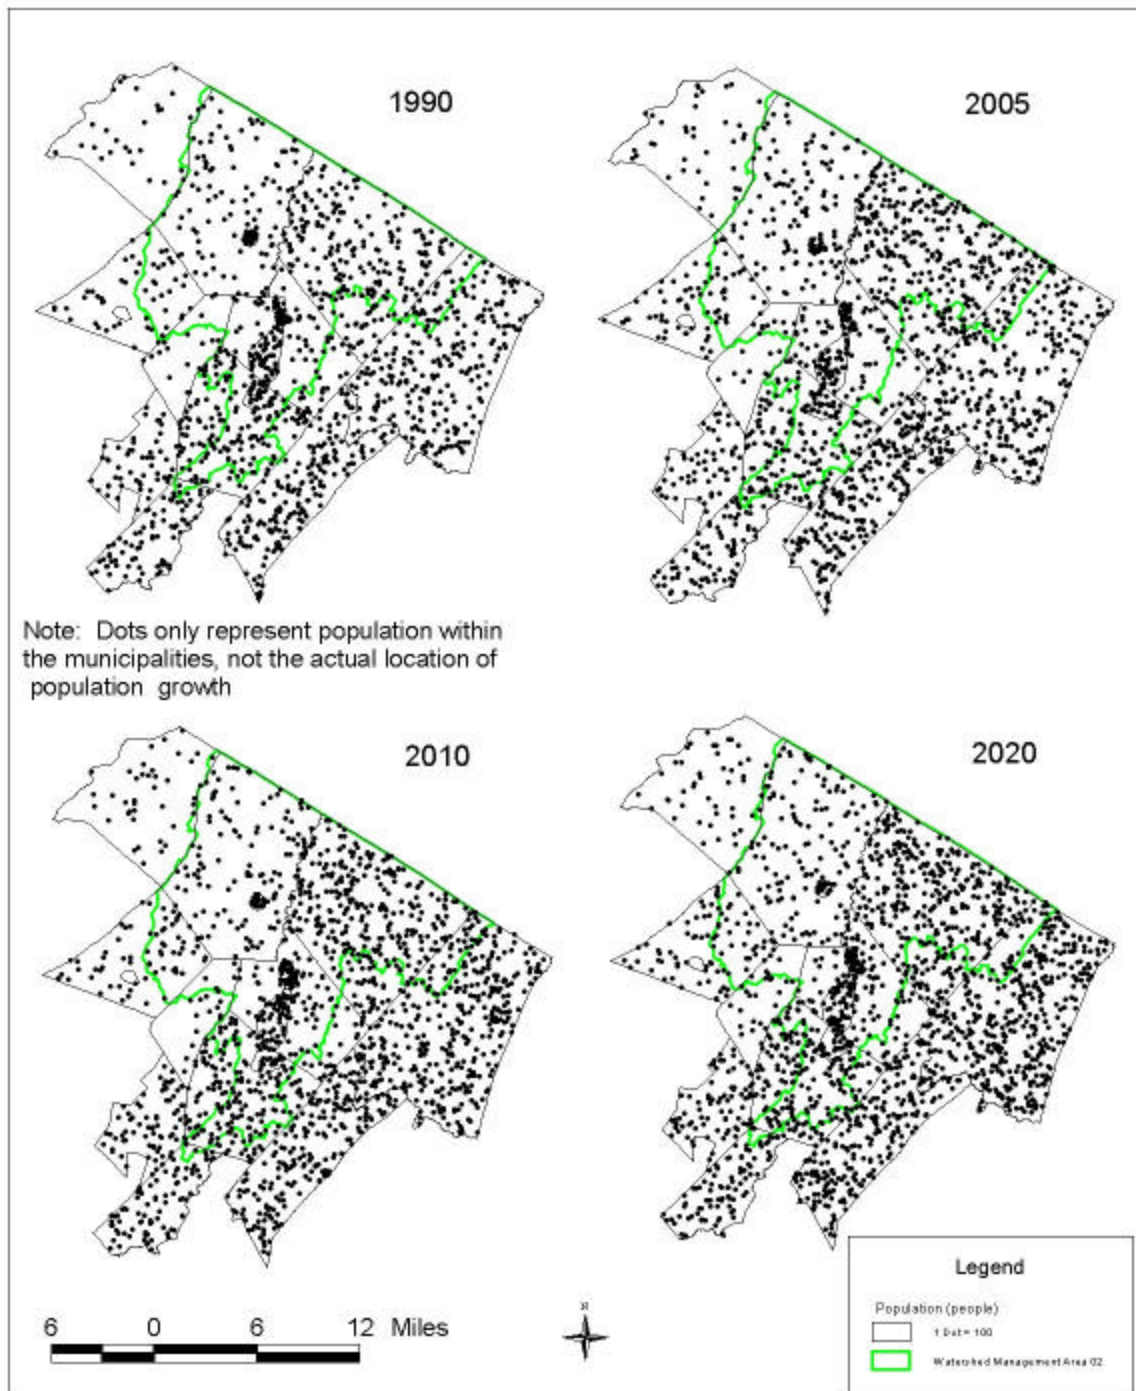 1990
2005
Note: Dots only represent population within
the municipalities, not the actual location of
population growth
2010
2020
6 0 6 12 Miles
N
Legend
Population (people)
1 Dot = 100
Watershed Management Area 02